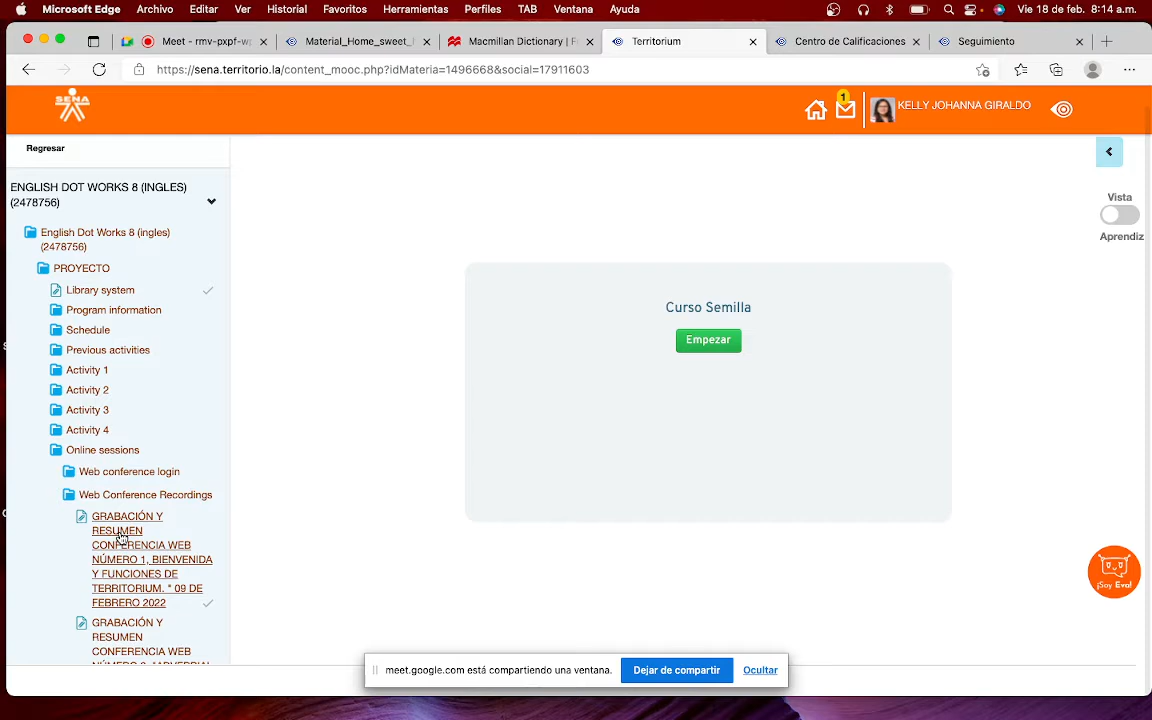 Microsoft Edge Archivo Editar Ver Historial Favoritos Herramientas Perfiles TAB Ventana Ayuda Vie 18 de feb. 8:14 a.m.
Meet - rmv-pxpf-w
Material_Home_sweet_
Macmillan Dictionary | F
Territorium
Centro de Calificaciones
Seguimiento
https://sena.territorio.la/content_mooc.php?idMateria=1496668&social=17911603
SENA
1
KELLY JOHANNA GIRALDO
Regresar
ENGLISH DOT WORKS 8 (INGLES)
(2478756)
English Dot Works 8 (ingles)
(2478756)
PROYECTO
Library system
Program information
Schedule
Previous activities
Activity 1
Activity 2
Activity 3
Activity 4
Online sessions
Web conference login
Web Conference Recordings
GRABACIÓN Y
RESUMEN
CONFERENCIA WEB
NÚMERO 1, BIENVENIDA
Y FUNCIONES DE
TERRITORIUM. " 09 DE
FEBRERO 2022
GRABACIÓN Y
RESUMEN
CONFERENCIA WEB
Vista
Aprendiz
Curso Semilla
Empezar
¡Soy Eva!
meet.google.com está compartiendo una ventana.
Dejar de compartir
Ocultar